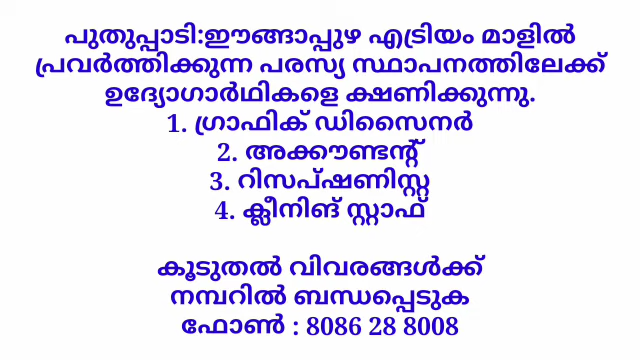 പുതുപ്പാടി:ഈങ്ങാപ്പുഴ എട്രിയം മാളിൽ
പ്രവർത്തിക്കുന്ന പരസ്യ സ്ഥാപനത്തിലേക്ക്
ഉദ്യോഗാർഥികളെ ക്ഷണിക്കുന്നു.
1. ഗ്രാഫിക് ഡിസൈനർ
2. അക്കൗണ്ടന്റ്
3. റിസപ്ഷണിസ്റ്റ
4. ക്ലീനിങ് സ്റ്റാഫ്
കൂടുതൽ വിവരങ്ങൾക്ക്
നമ്പറിൽ ബന്ധപ്പെടുക
ഫോൺ : 8086 28 8008